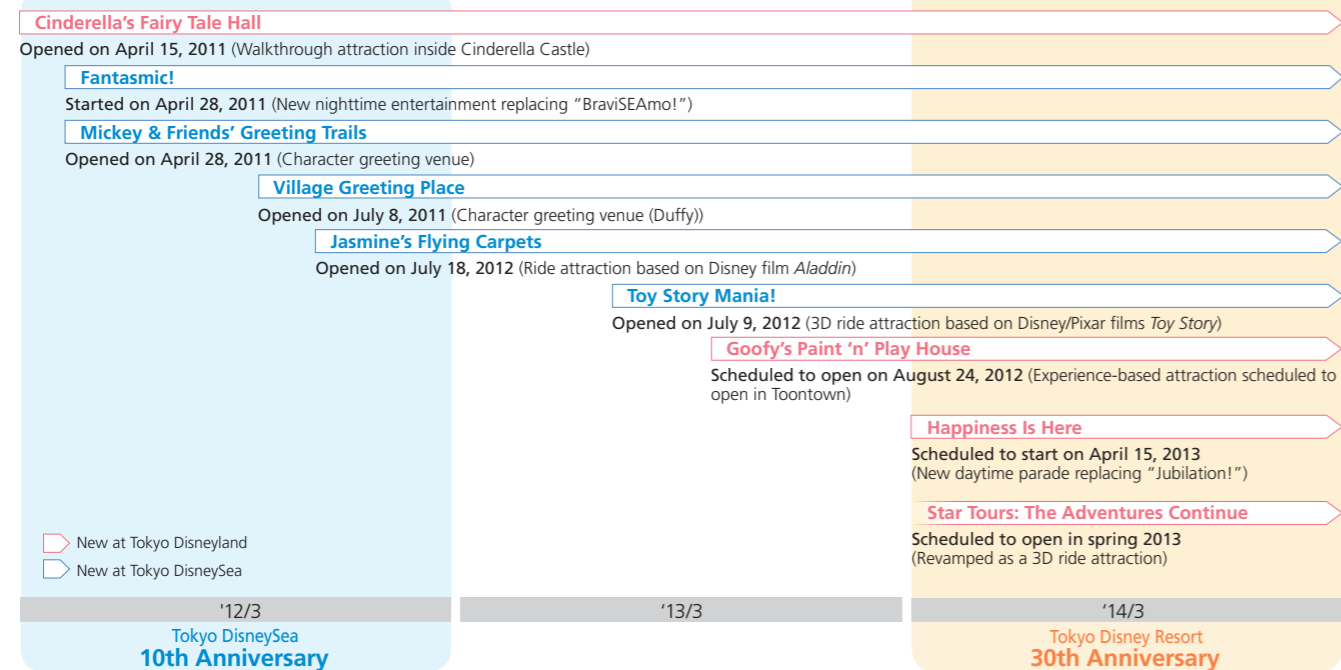 Cinderella’s Fairy Tale Hall
Opened on April 15, 2011 (Walkthrough attraction inside Cinderella Castle)
Fantasmic!
Started on April 28, 2011 (New nighttime entertainment replacing “BraviSEAmo!”)
Mickey & Friends’ Greeting Trails
Opened on April 28, 2011 (Character greeting venue)
Village Greeting Place
Opened on July 8, 2011 (Character greeting venue (Duffy))
Jasmine’s Flying Carpets
Opened on July 18, 2012 (Ride attraction based on Disney film Aladdin)
Toy Story Mania!
Opened on July 9, 2012 (3D ride attraction based on Disney/Pixar films Toy Story)
Goofy’s Paint ‘n’ Play House
Scheduled to open on August 24, 2012 (Experience-based attraction scheduled to
open in Toontown)
Happiness Is Here
Scheduled to start on April 15, 2013
(New daytime parade replacing “Jubilation!”)
Star Tours: The Adventures Continue
Scheduled to open in spring 2013
(Revamped as a 3D ride attraction)
New at Tokyo Disneyland
New at Tokyo DisneySea
'12/3
‘13/3
‘14/3
Tokyo DisneySea
10th Anniversary
Tokyo Disney Resort
30th Anniversary